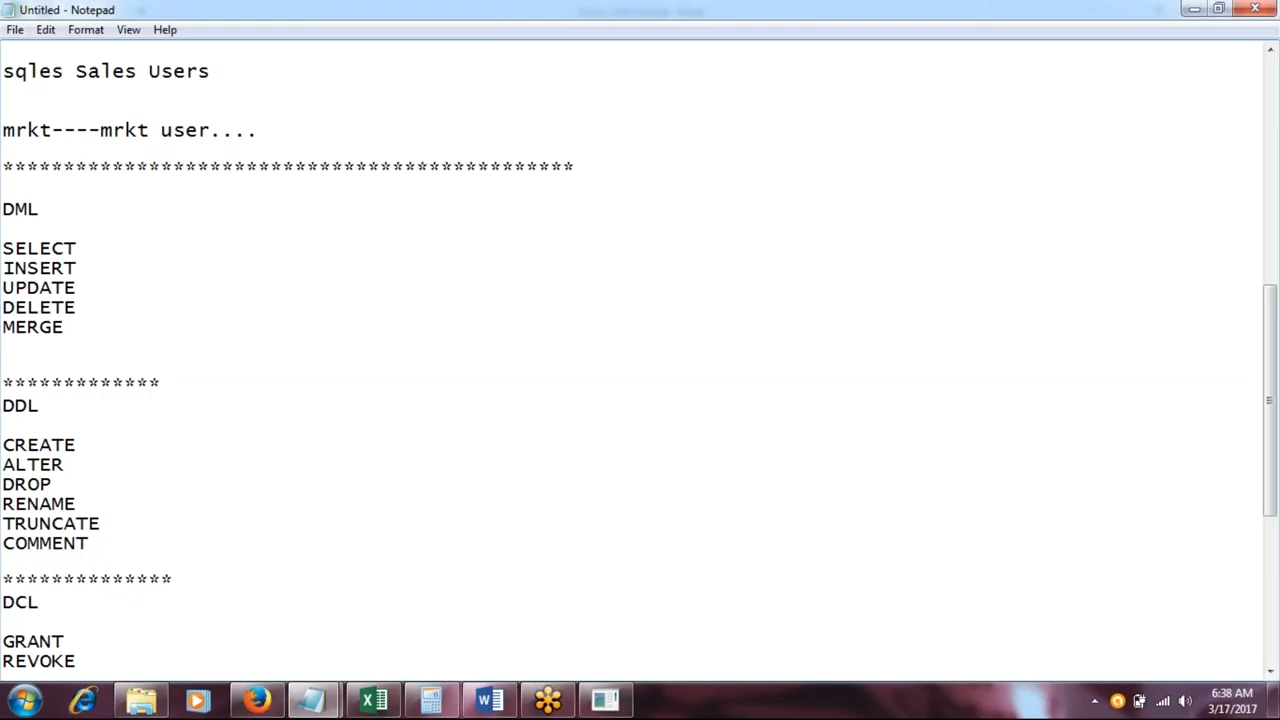 Untitled - Notepad
File Edit Format View Help
sqles Sales Users
mrkt----mrkt user....
***********************************************
DML
SELECT
INSERT
UPDATE
DELETE
MERGE
*************
DDL
CREATE
ALTER
DROP
RENAME
TRUNCATE
COMMENT
**************
DCL
GRANT
REVOKE
6:38 AM
3/17/2017